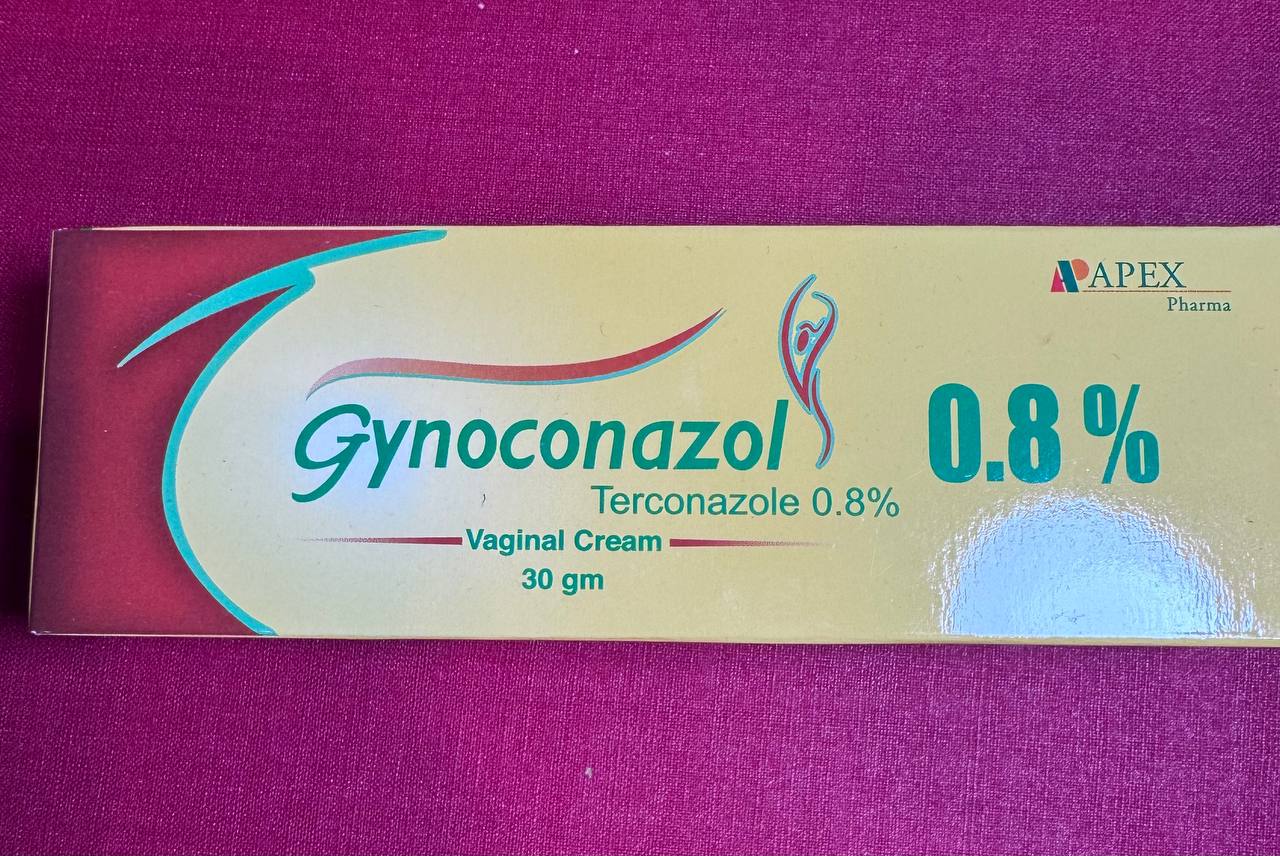 APEX
Pharma
Gynoconazol
0.8%
Terconazole 0.8%
Vaginal Cream
30 gm